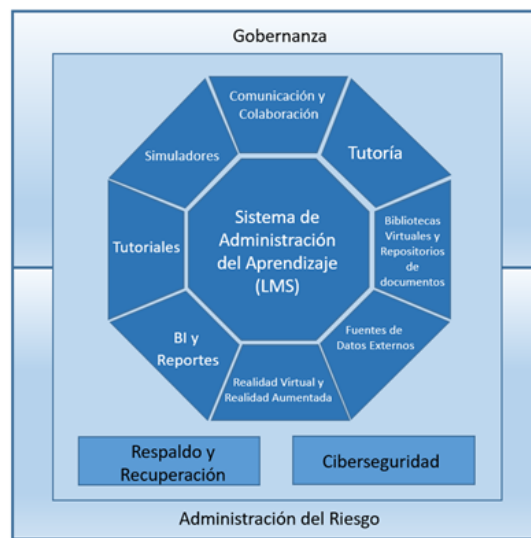 Gobernanza
Comunicación y
Colaboración
Tutoría
Bibliotecas
Virtuales y
Repositorios
de
documentos
Fuentes de
Datos Externos
Realidad Virtual y
Realidad Aumentada
BI y
Reportes
Tutoriales
Simuladores
Sistema de
Administración
del Aprendizaje
(LMS)
Respaldo y
Recuperación
Ciberseguridad
Administración del Riesgo